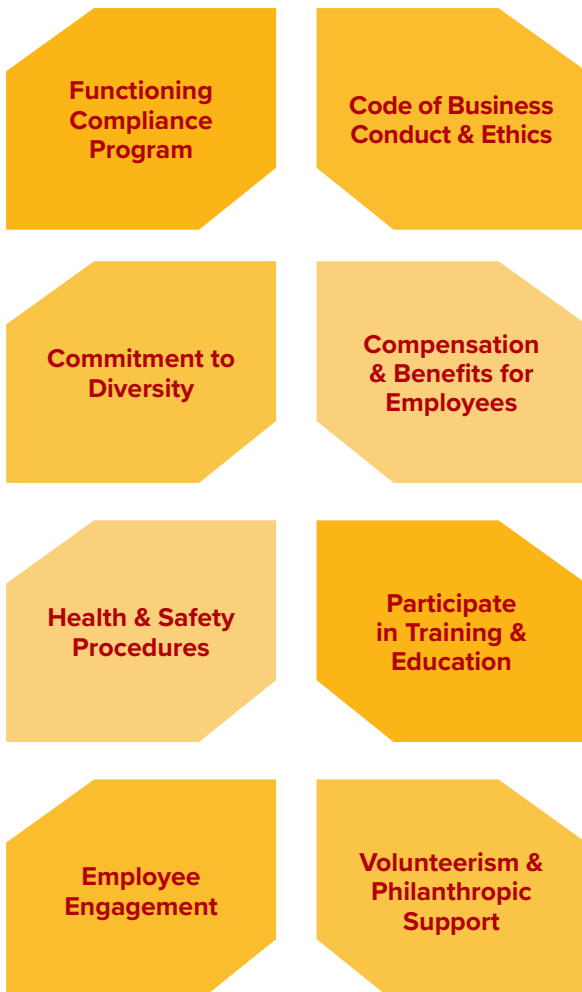 Functioning
Compliance
Program
Code of Business
Conduct & Ethics
Commitment to
Diversity
Compensation
& Benefits for
Employees
Health & Safety
Procedures
Participate
in Training &
Education
Employee
Engagement
Volunteerism &
Philanthropic
Support